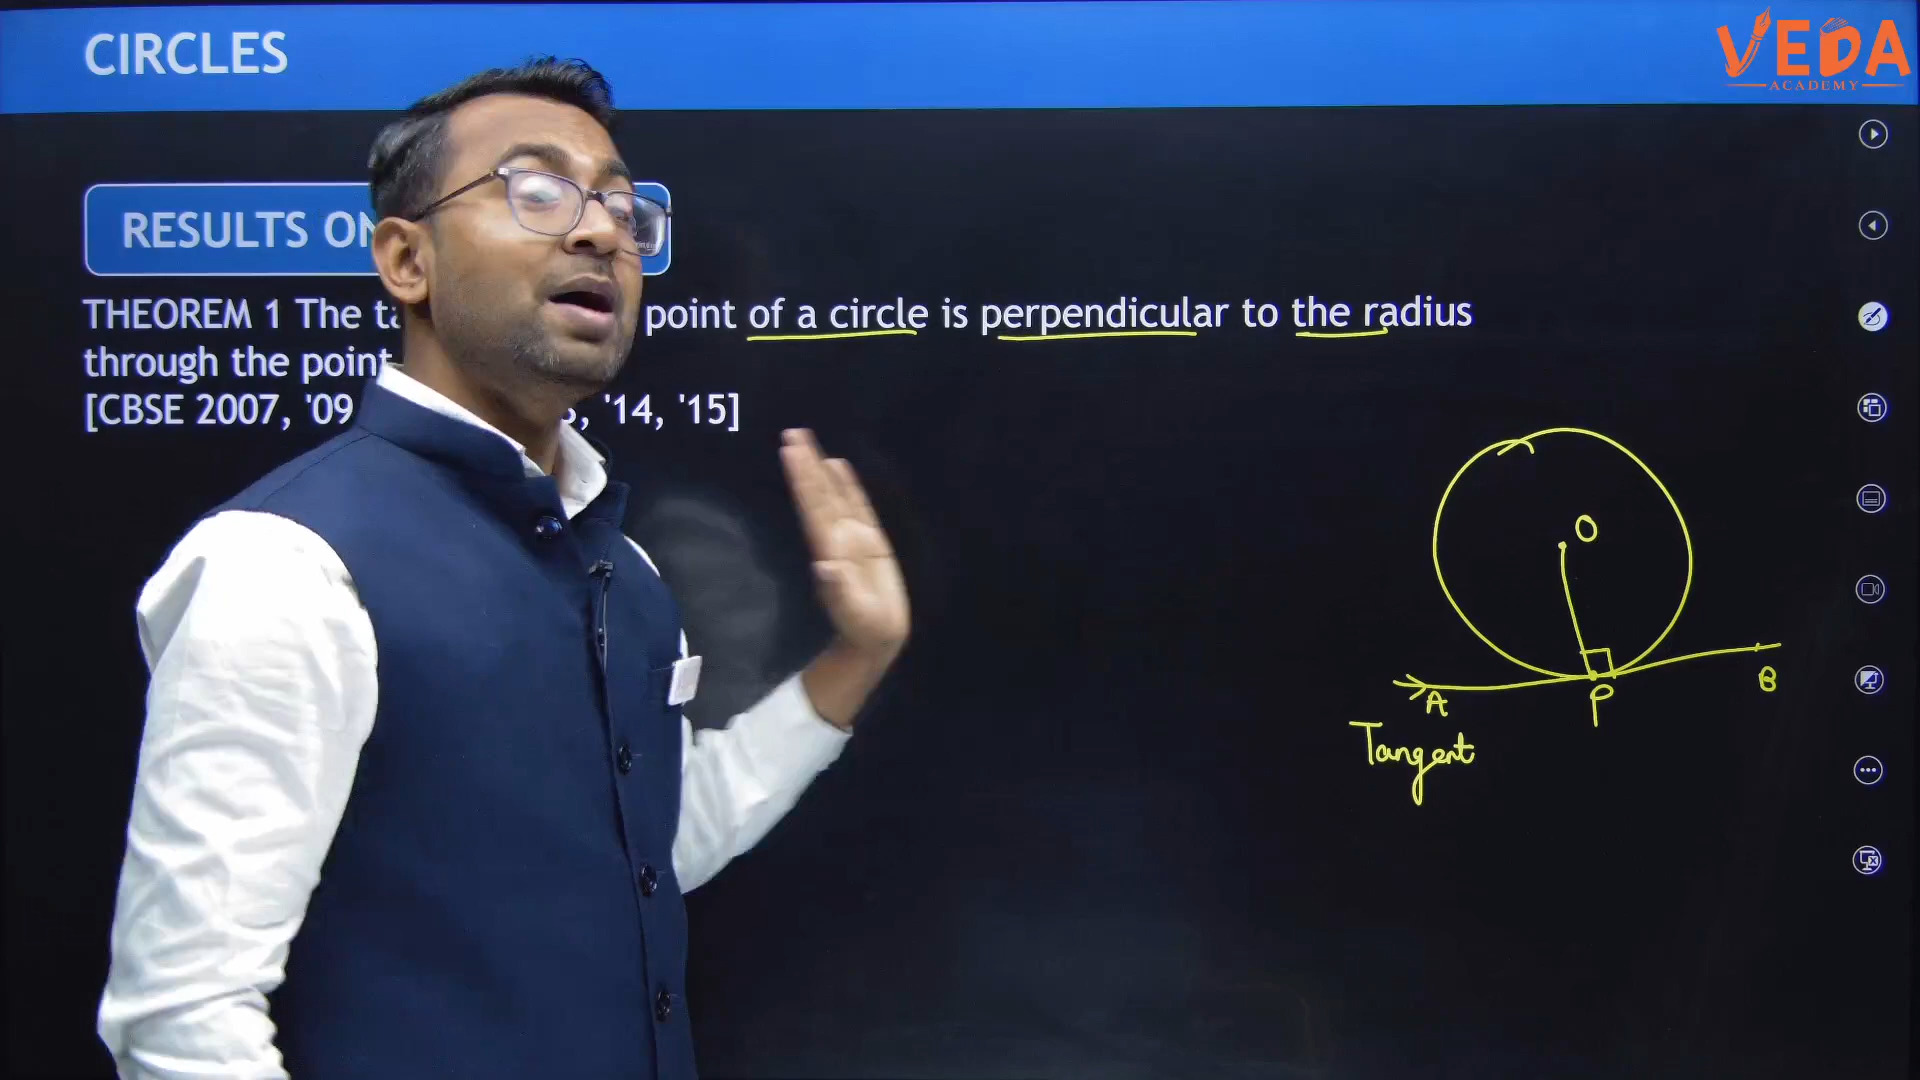 CIRCLES
VEDA
ACADEMY
RESULTS ON
THEOREM 1 The point of a circle is perpendicular to the radius
through the point
[CBSE 2007, '09 , '14, '15]
O
A
P
B
Tangent